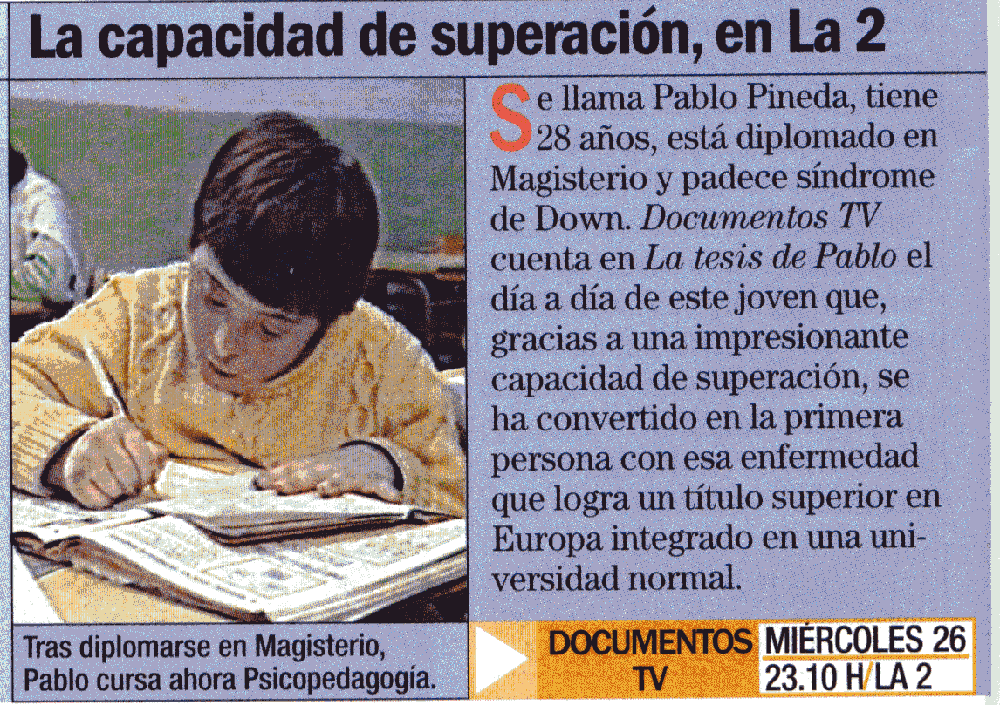 La capacidad de superación, en La 2
Se llama Pablo Pineda, tiene
28 años, está diplomado en
Magisterio y padece síndrome
de Down. Documentos TV
cuenta en La tesis de Pablo el
día a día de este joven que,
gracias a una impresionante
capacidad de superación, se
ha convertido en la primera
persona con esa enfermedad
que logra un título superior en
Europa integrado en una uni-
versidad normal.
Tras diplomarse en Magisterio,
Pablo cursa ahora Psicopedagogía.
DOCUMENTOS
TV
MIÉRCOLES 26
23.10 H/LA 2